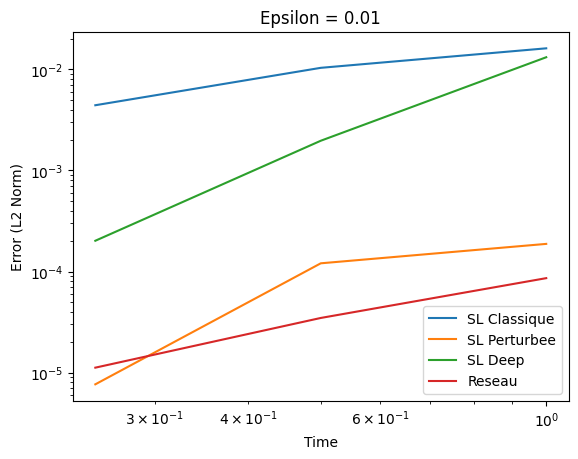 Epsilon = 0.01
Error (L2 Norm)
10⁻²
10⁻³
10⁻⁴
10⁻⁵
SL Classique
SL Perturbee
SL Deep
Reseau
3 × 10⁻¹ 4 × 10⁻¹ 6 × 10⁻¹ 10⁰
Time